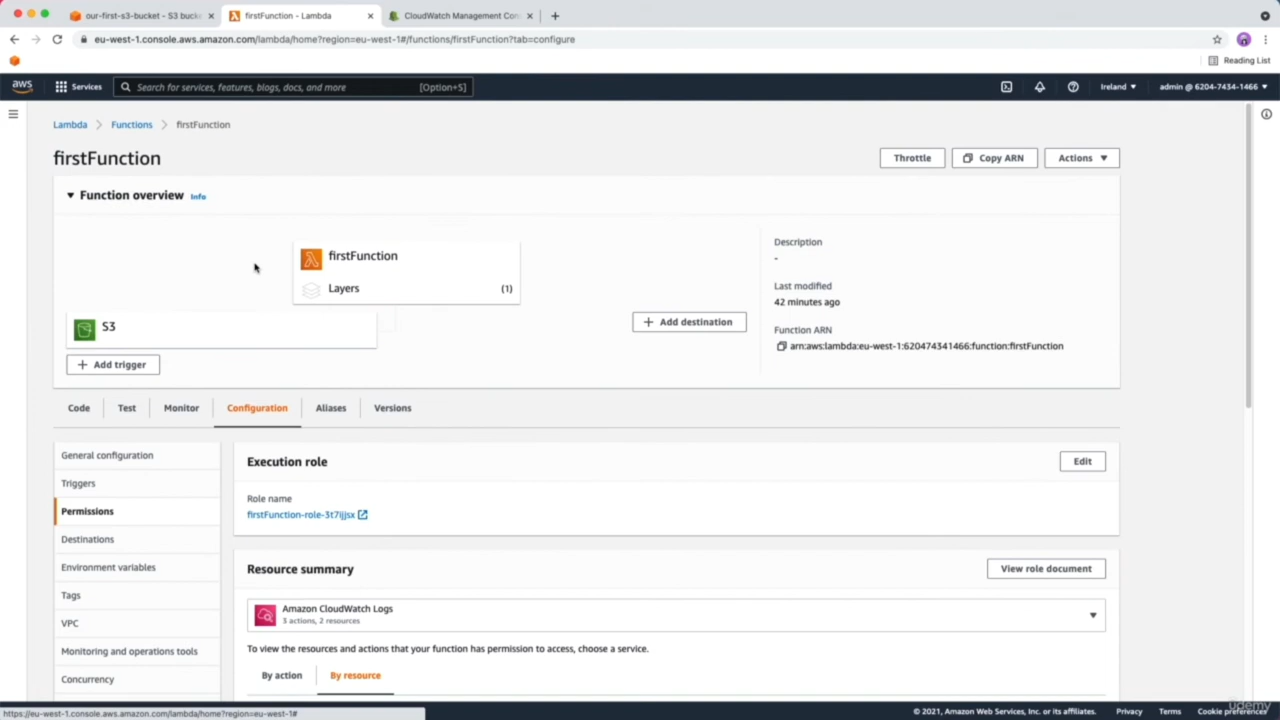 our-first-s3-bucket - S3 bucke
firstFunction - Lambda
CloudWatch Management Con
eu-west-1.console.aws.amazon.com/lambda/home?region=eu-west-1#/functions/firstFunction?tab=configure
Reading List
aws
Services
Search for services, features, blogs, docs, and more
[Option+S]
Ireland
admin @ 6204-7434-1466
Lambda
Functions
firstFunction
firstFunction
Throttle
Copy ARN
Actions
Function overview
Info
firstFunction
Layers
(1)
S3
Add trigger
Add destination
Description
-
Last modified
42 minutes ago
Function ARN
arn:aws:lambda:eu-west-1:620474341466:function:firstFunction
Code
Test
Monitor
Configuration
Aliases
Versions
General configuration
Triggers
Permissions
Destinations
Environment variables
Tags
VPC
Monitoring and operations tools
Concurrency
Execution role
Edit
Role name
Resource summary
View role document
Amazon CloudWatch Logs
3 actions, 2 resources
To view the resources and actions that your function has permission to access, choose a service.
By action
By resource
https://eu-west-1.console.aws.amazon.com/lambda/home?region=eu-west-1#
© 2021, Amazon Web Services, Inc. or its affiliates.
Privacy
Terms
Cookie preferences
udemy